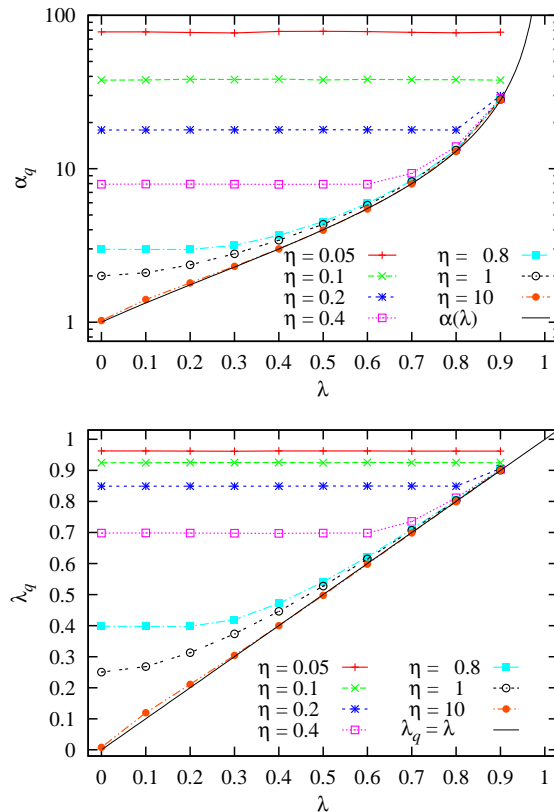 100
10
1
α_q
0 0.1 0.2 0.3 0.4 0.5 0.6 0.7 0.8 0.9 1
λ
η = 0.05
η = 0.1
η = 0.2
η = 0.4
η = 0.8
η = 1
η = 10
α(λ)
1
0.9
0.8
0.7
0.6
0.5
0.4
0.3
0.2
0.1
0
λ_q
0 0.1 0.2 0.3 0.4 0.5 0.6 0.7 0.8 0.9 1
λ
η = 0.05
η = 0.1
η = 0.2
η = 0.4
η = 0.8
η = 1
η = 10
λ_q = λ